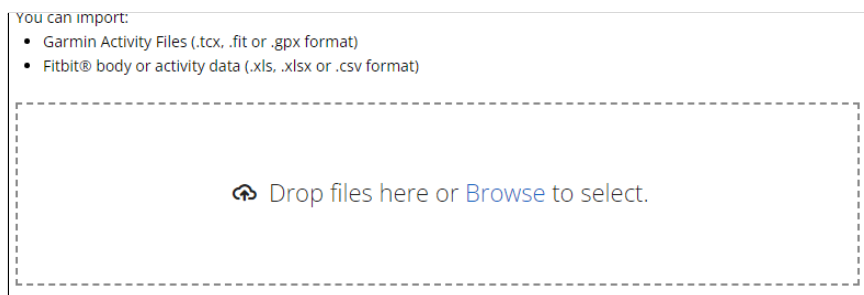 You can import:
Garmin Activity Files (.tcx, .fit or .gpx format)
Fitbit® body or activity data (.xls, .xlsx or .csv format)
Drop files here or Browse to select.